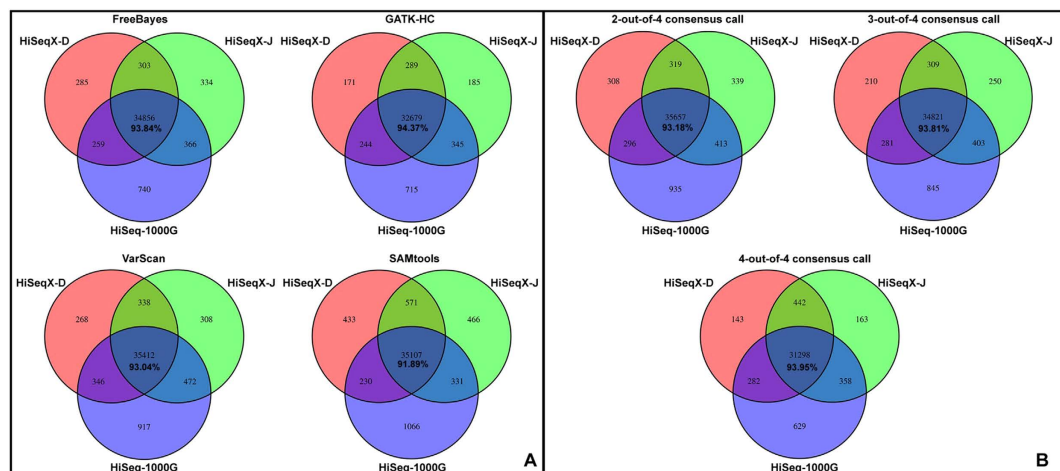 FreeBayes
HiSeqX-D
HiSeqX-J
303
285
334
34856
93.84%
259
366
740
HiSeq-1000G
GATK-HC
HiSeqX-D
HiSeqX-J
289
171
185
32679
94.37%
244
345
715
HiSeq-1000G
VarScan
HiSeqX-D
HiSeqX-J
338
268
308
35412
93.04%
346
472
917
HiSeq-1000G
SAMtools
HiSeqX-D
HiSeqX-J
571
433
466
35107
91.89%
230
331
1066
HiSeq-1000G
A
2-out-of-4 consensus call
HiSeqX-D
HiSeqX-J
319
308
339
35657
93.18%
296
413
935
HiSeq-1000G
3-out-of-4 consensus call
HiSeqX-D
HiSeqX-J
309
210
250
34821
93.81%
281
403
845
HiSeq-1000G
4-out-of-4 consensus call
HiSeqX-D
HiSeqX-J
442
143
163
31298
93.95%
282
358
629
HiSeq-1000G
B